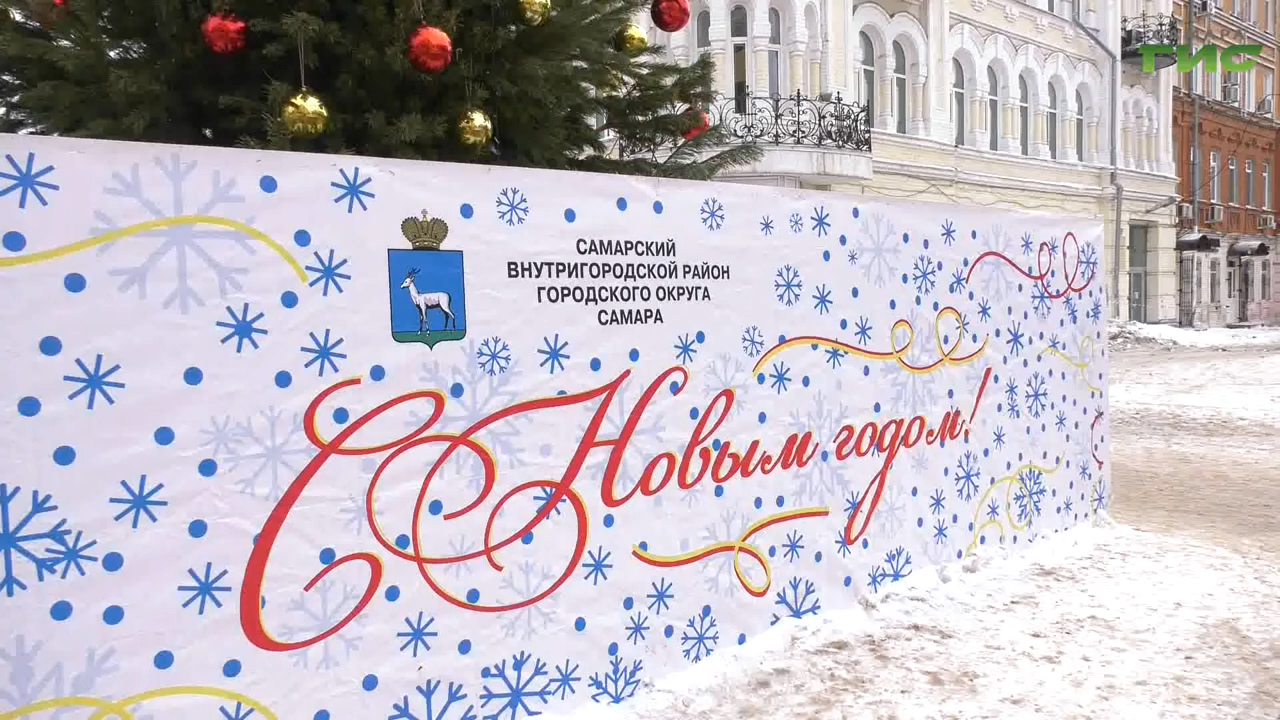 ГИС
САМАРСКИЙ
ВНУТРИГОРОДСКОЙ РАЙОН
ГОРОДСКОГО ОКРУГА
САМАРА
С Новым годом!